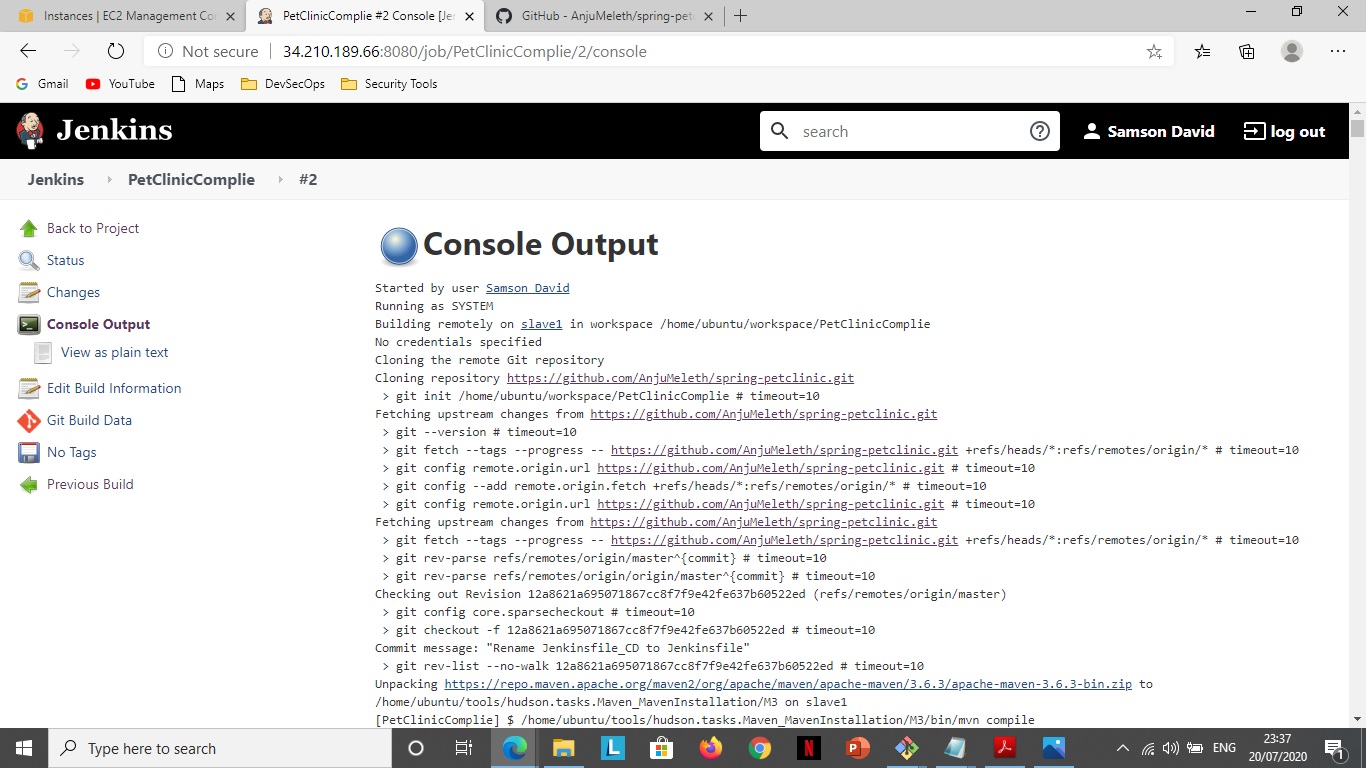 Instances | EC2 Management Co
PetClinicComplie #2 Console [Jen
GitHub - AnjuMeleth/spring-pet
Not secure
34.210.189.66:8080/job/PetClinicComplie/2/console
Gmail
YouTube
Maps
DevSecOps
Security Tools
Jenkins
search
Samson David
log out
Jenkins
PetClinicComplie
#2
Back to Project
Status
Changes
Console Output
View as plain text
Edit Build Information
Git Build Data
No Tags
Previous Build
Console Output
Started by user Samson David
Running as SYSTEM
Building remotely on slave1 in workspace /home/ubuntu/workspace/PetClinicComplie
No credentials specified
Cloning the remote Git repository
Cloning repository https://github.com/AnjuMeleth/spring-petclinic.git
> git init /home/ubuntu/workspace/PetClinicComplie # timeout=10
Fetching upstream changes from https://github.com/AnjuMeleth/spring-petclinic.git
> git --version # timeout=10
> git fetch --tags --progress -- https://github.com/AnjuMeleth/spring-petclinic.git +refs/heads/*:refs/remotes/origin/* # timeout=10
> git config remote.origin.url https://github.com/AnjuMeleth/spring-petclinic.git # timeout=10
> git config --add remote.origin.fetch +refs/heads/*:refs/remotes/origin/* # timeout=10
> git config remote.origin.url https://github.com/AnjuMeleth/spring-petclinic.git # timeout=10
Fetching upstream changes from https://github.com/AnjuMeleth/spring-petclinic.git
> git fetch --tags --progress -- https://github.com/AnjuMeleth/spring-petclinic.git +refs/heads/*:refs/remotes/origin/* # timeout=10
> git rev-parse refs/remotes/origin/master^{commit} # timeout=10
> git rev-parse refs/remotes/origin/origin/master^{commit} # timeout=10
Checking out Revision 12a8621a695071867cc8f7f9e42fe637b60522ed (refs/remotes/origin/master)
> git config core.sparsecheckout # timeout=10
> git checkout -f 12a8621a695071867cc8f7f9e42fe637b60522ed # timeout=10
Commit message: "Rename Jenkinsfile_CD to Jenkinsfile"
> git rev-list --no-walk 12a8621a695071867cc8f7f9e42fe637b60522ed # timeout=10
Unpacking https://repo.maven.apache.org/maven2/org/apache/maven/apache-maven/3.6.3/apache-maven-3.6.3-bin.zip to
/home/ubuntu/tools/hudson.tasks.Maven_MavenInstallation/M3 on slave1
[PetClinicComplie] $ /home/ubuntu/tools/hudson.tasks.Maven_MavenInstallation/M3/bin/mvn compile
Type here to search
ENG
23:37
20/07/2020
1